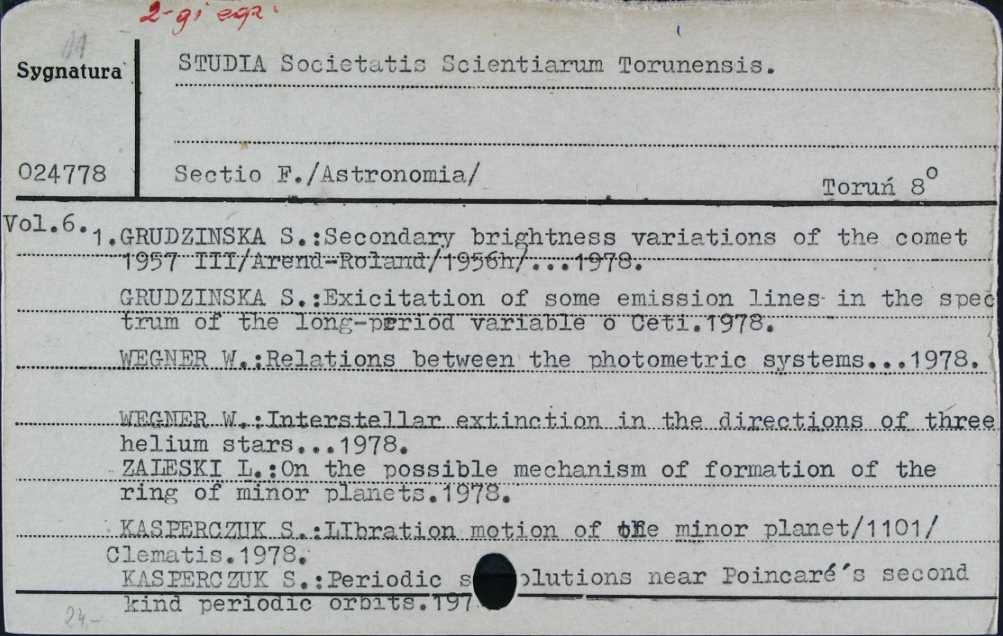 2-gi egz.
Sygnatura
STUDIA Societatis Scientiarum Torunensis.
024778
Sectio F./Astronomia/
Toruń 8°
Vol.6. 1.GRUDZINSKA S.:Secondary brightness variations of the comet
1957 III/Arend-Roland/1956h/...1978.
GRUDZINSKA S.:Exicitation of some emission lines in the spec
trum of the long-period variable o Ceti.1978.
WEGNER W.:Relations between the photometric systems...1978.
WEGNER W.:Interstellar extinction in the directions of three
helium stars...1978.
ZALESKI L.:On the possible mechanism of formation of the
ring of minor planets.1978.
KASPERCZUK S.:LIbration motion of the minor planet/1101/
Clematis.1978.
KASPERCZUK S.:Periodic s olutions near Poincaré's second
kind periodic orbits.197
24,-